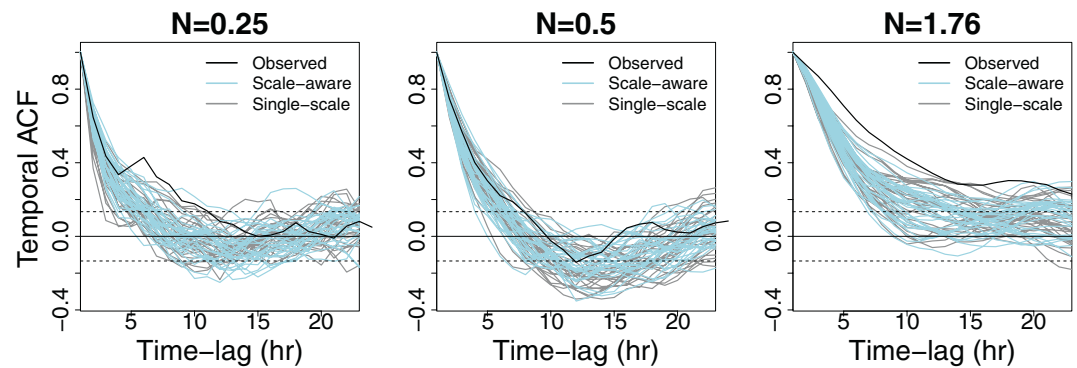 N=0.25
N=0.5
N=1.76
Temporal ACF
0.8
0.4
0.0
−0.4
Observed
Scale−aware
Single−scale
5 10 15 20
Time−lag (hr)
0.8
0.4
0.0
−0.4
Observed
Scale−aware
Single−scale
5 10 15 20
Time−lag (hr)
0.8
0.4
0.0
−0.4
Observed
Scale−aware
Single−scale
5 10 15 20
Time−lag (hr)